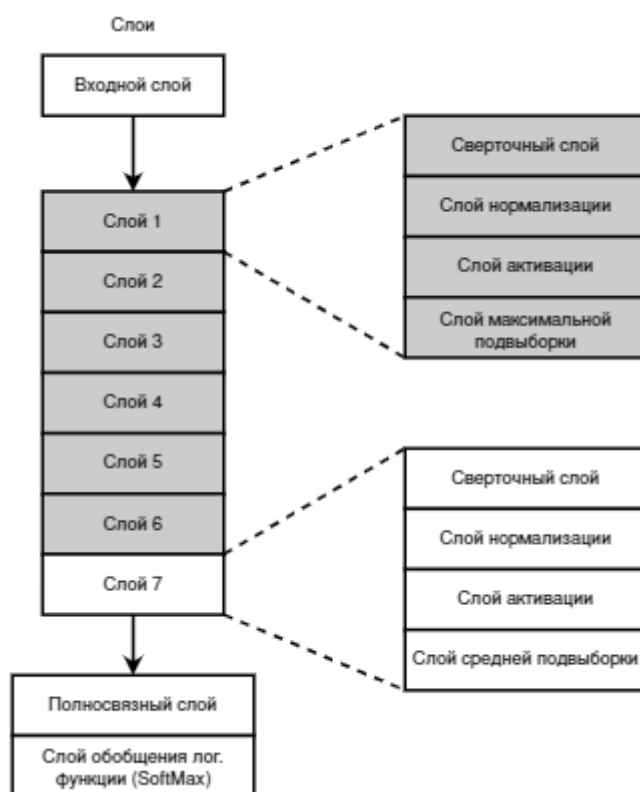 Слои
Входной слой
Слой 1
Слой 2
Слой 3
Слой 4
Слой 5
Слой 6
Слой 7
Полносвязный слой
Слой обобщения лог.
функции (SoftMax)
Сверточный слой
Слой нормализации
Слой активации
Слой максимальной
подвыборки
Сверточный слой
Слой нормализации
Слой активации
Слой средней подвыборки